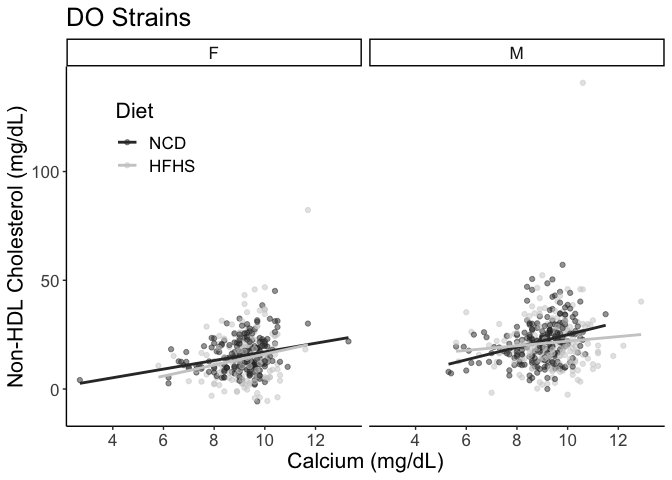 DO Strains
F
M
Diet
NCD
HFHS
Non-HDL Cholesterol (mg/dL)
100
50
0
4 6 8 10 12
4 6 8 10 12
Calcium (mg/dL)